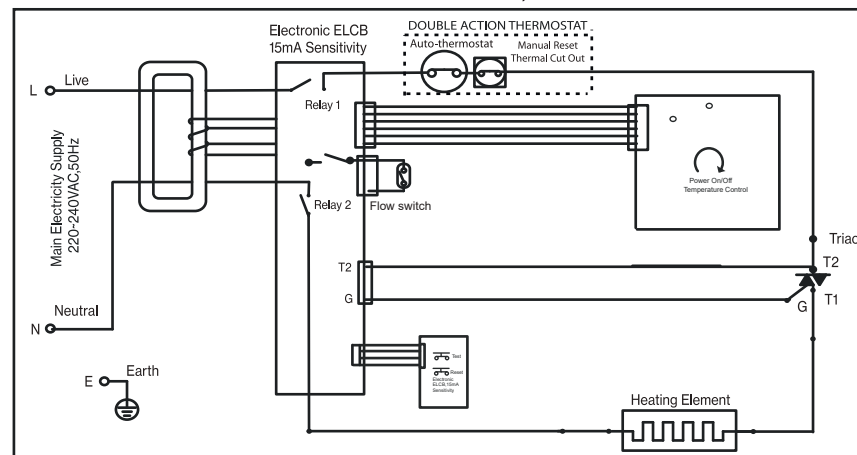 DOUBLE ACTION THERMOSTAT
Electronic ELCB
15mA Sensitivity
Auto-thermostat
Manual Reset
Thermal Cut Out
L
Live
Relay 1
Main Electricity Supply
220-240VAC,50Hz
Power On/Off
Temperature Control
Relay 2
Flow switch
Triac
T2
T2
G
G
T1
Neutral
N
Test
Reset
Electronic
ELCB,15mA
Sensitivity
E
Earth
Heating Element